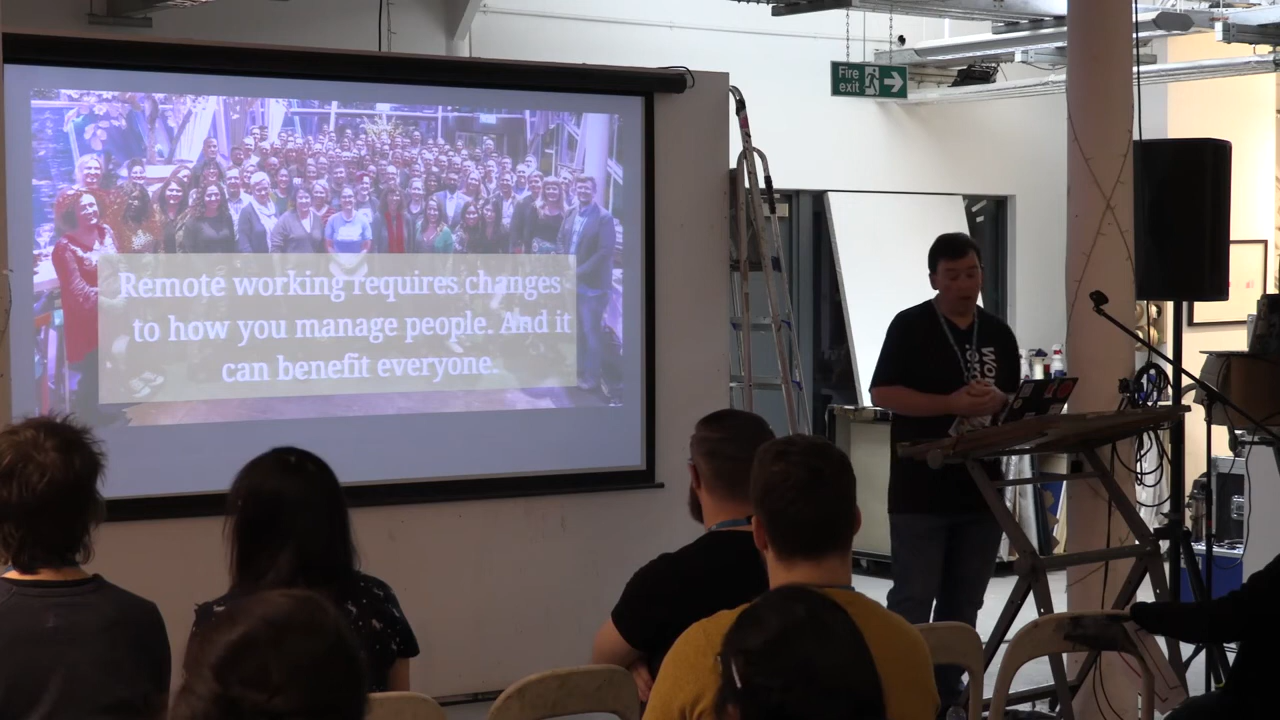 Fire
exit
Remote working requires changes
to how you manage people. And it
can benefit everyone.